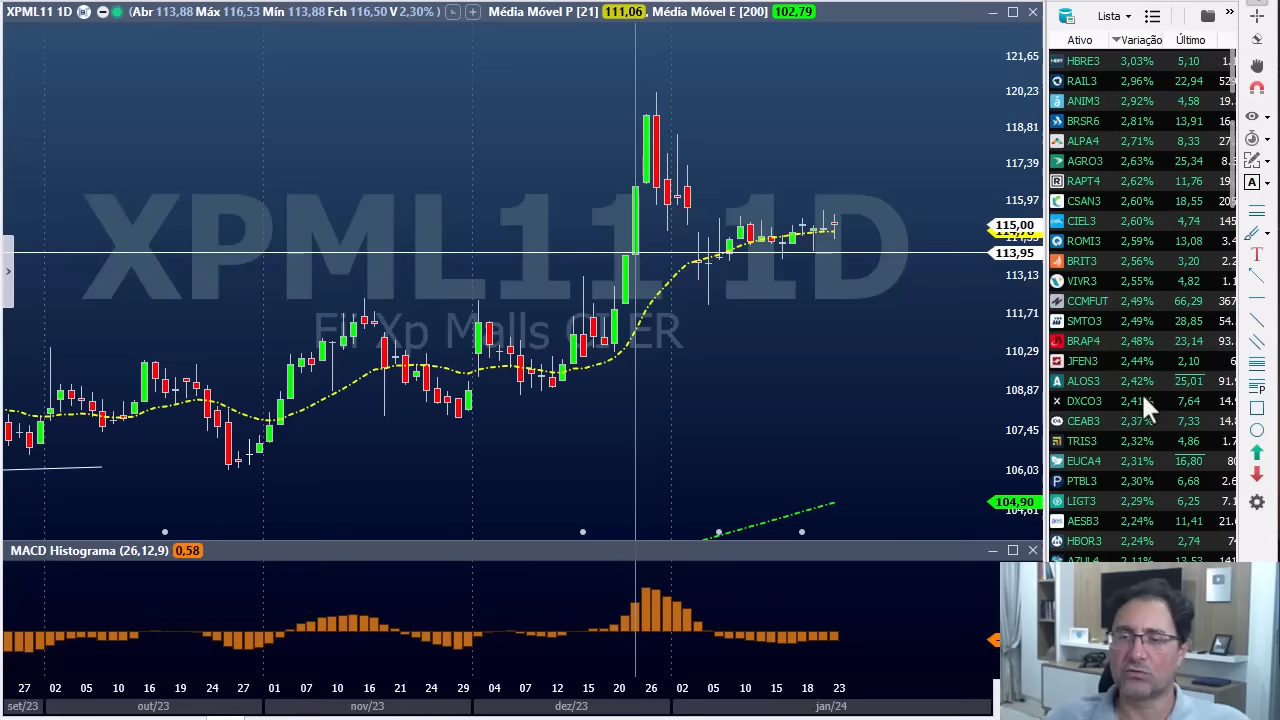 XPML11 1D (Abr 113,88 Máx 116,53 Mín 113,88 Fch 116,50 V 2,30% ) Média Móvel P [21] 111,06, Média Móvel E [200] 102,79
Lista
Ativo Variação Último
XPML11 1D
FII Xp Malls CI ER
121,65
120,23
118,81
117,39
115,97
115,00
113,95
113,13
111,71
110,29
108,87
107,45
106,03
104,90
HBRE3 3,03% 5,10
RAIL3 2,96% 22,94
ANIM3 2,92% 4,58
BRSR6 2,81% 13,91
ALPA4 2,71% 8,33
AGRO3 2,63% 25,34
RAPT4 2,62% 11,76
CSAN3 2,60% 18,55
CIEL3 2,60% 4,74
ROMI3 2,59% 13,08
BRIT3 2,56% 3,20
VIVR3 2,55% 4,82
COMFUT 2,49% 66,29
SMTO3 2,49% 28,85
BRAP4 2,48% 23,14
JFEN3 2,44% 2,10
ALOS3 2,42% 25,01
DXCO3 2,41% 7,64
CEAB3 2,37% 7,33
TRIS3 2,32% 4,86
EUCA4 2,31% 16,80
PTBL3 2,30% 6,68
LIGT3 2,29% 6,25
AESB3 2,24% 11,41
HBOR3 2,24% 2,74
AZUL4 2,11% 13,53
MACD Histograma (26,12,9) 0,58
27 02 05 10 16 19 24 27 01 07 10 16 21 24 29 04 07 12 15 20 26 02 05 10 15 18 23
set/23 out/23 nov/23 dez/23 jan/24